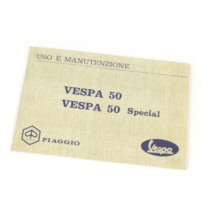 USO E MANUTENZIONE
VESPA 50
VESPA 50 Special
PIAGGIO
Vespa